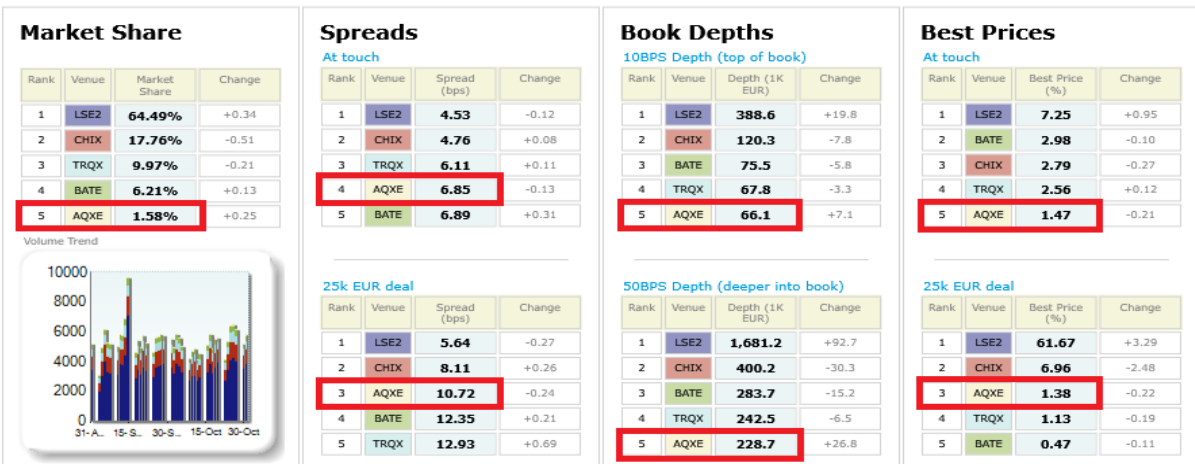 Market Share
Rank Venue Market Share Change
1 LSE2 64.49% +0.34
2 CHIX 17.76% -0.51
3 TRQX 9.97% -0.21
4 BATE 6.21% +0.13
5 AQXE 1.58% +0.25
Volume Trend
10000
8000
6000
4000
2000
0
31- A.. 15- S... 30-S... 15-Oct 30-Oct
Spreads
At touch
Rank Venue Spread (bps) Change
1 LSE2 4.53 -0.12
2 CHIX 4.76 +0.08
3 TRQX 6.11 +0.11
4 AQXE 6.85 -0.13
5 BATE 6.89 +0.31
25k EUR deal
Rank Venue Spread (bps) Change
1 LSE2 5.64 -0.27
2 CHIX 8.11 +0.26
3 AQXE 10.72 -0.24
4 BATE 12.35 +0.21
5 TRQX 12.93 +0.69
Book Depths
10BPS Depth (top of book)
Rank Venue Depth (1K EUR) Change
1 LSE2 388.6 +19.8
2 CHIX 120.3 -7.8
3 BATE 75.5 -5.8
4 TRQX 67.8 -3.3
5 AQXE 66.1 +7.1
50BPS Depth (deeper into book)
Rank Venue Depth (1K EUR) Change
1 LSE2 1,681.2 +92.7
2 CHIX 400.2 -30.3
3 BATE 283.7 -15.2
4 TRQX 242.5 -6.5
5 AQXE 228.7 +26.8
Best Prices
At touch
Rank Venue Best Price (%) Change
1 LSE2 7.25 +0.95
2 BATE 2.98 -0.10
3 CHIX 2.79 -0.27
4 TRQX 2.56 +0.12
5 AQXE 1.47 -0.21
25k EUR deal
Rank Venue Best Price (%) Change
1 LSE2 61.67 +3.29
2 CHIX 6.96 -2.48
3 AQXE 1.38 -0.22
4 TRQX 1.13 -0.19
5 BATE 0.47 -0.11